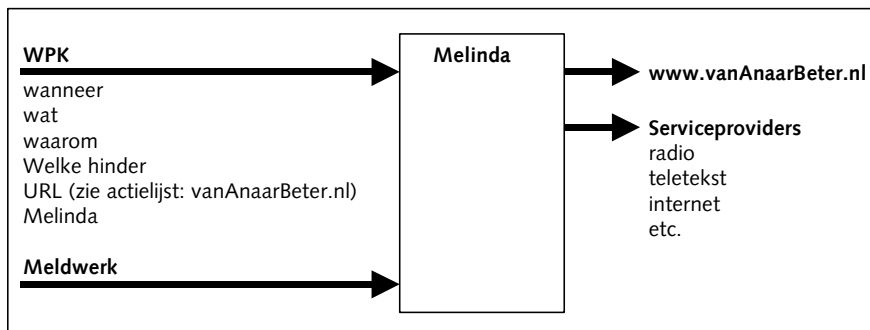 WPK
wanneer
wat
waarom
Welke hinder
URL (zie actielijst: vanAnaarBeter.nl)
Melinda
Meldwerk
Melinda
www.vanAnaarBeter.nl
Serviceproviders
radio
teletekst
internet
etc.